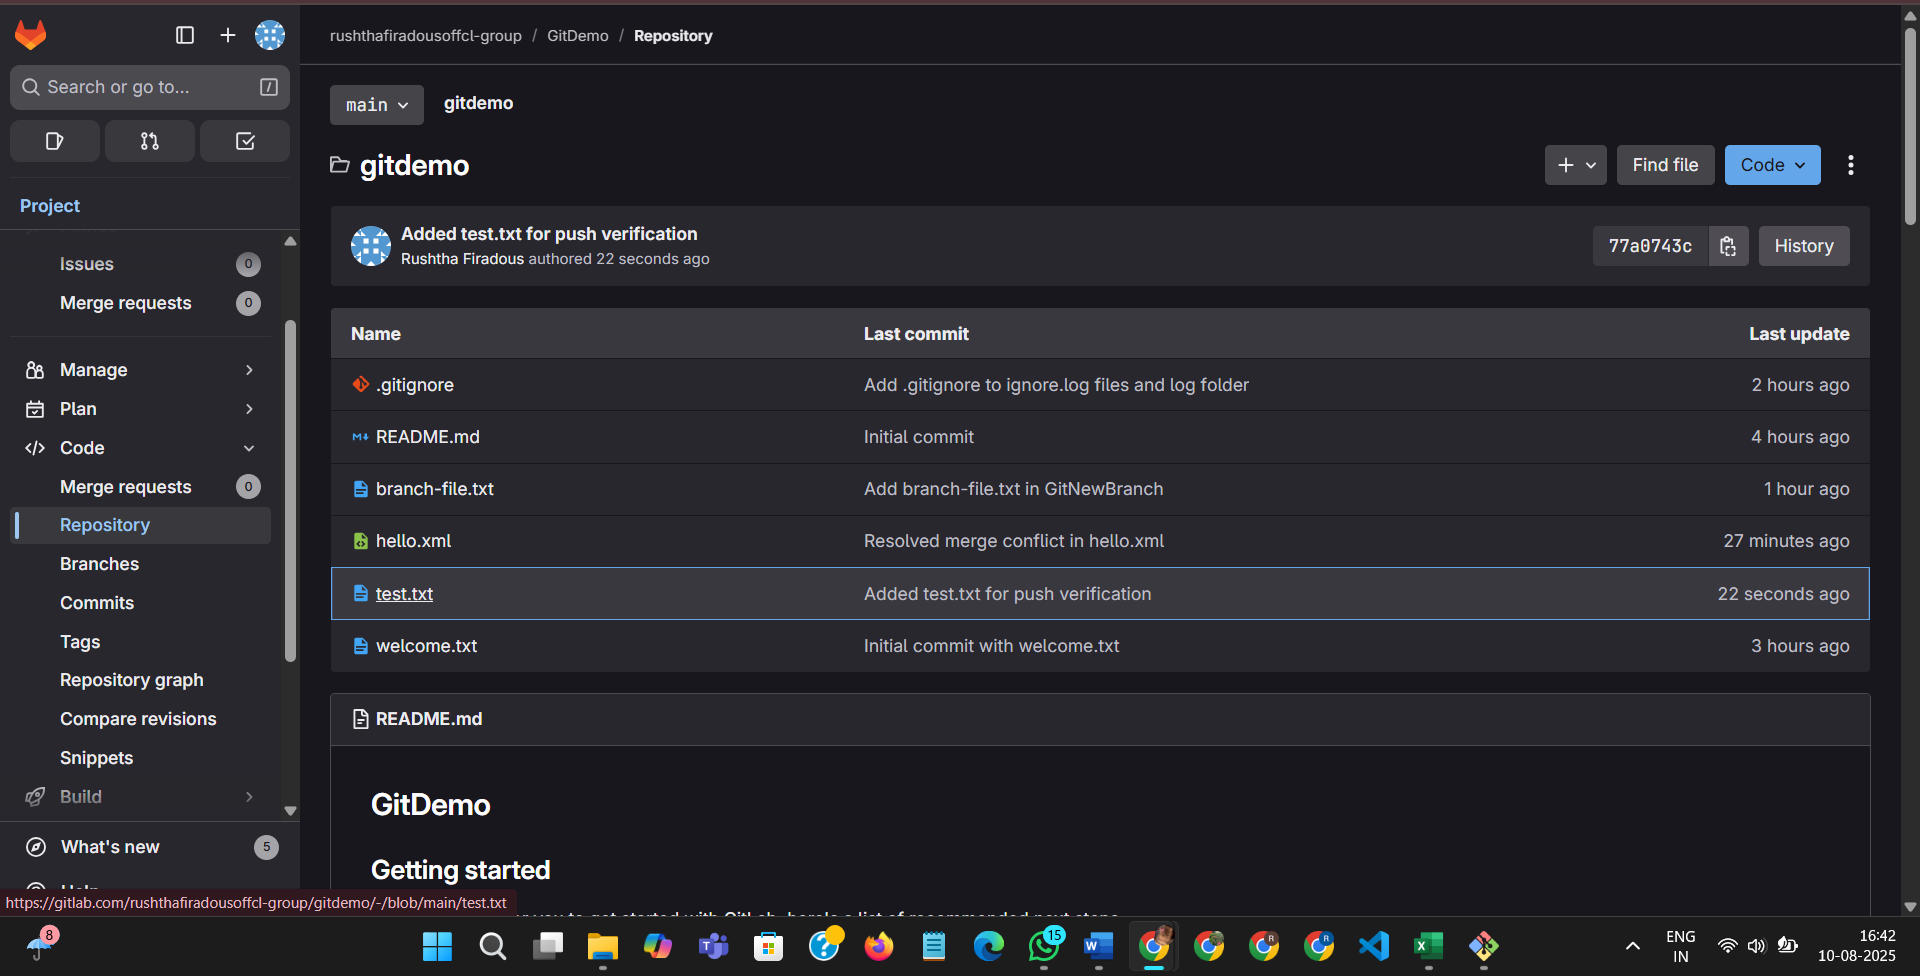 rushthafiradousoffcl-group / GitDemo / Repository
Search or go to... /
main gitdemo
gitdemo
+ Find file Code
Project
Added test.txt for push verification
Rushtha Firadous authored 22 seconds ago
77a0743c History
Issues 0
Merge requests 0
Manage
Plan
Code
Merge requests 0
Repository
Branches
Commits
Tags
Repository graph
Compare revisions
Snippets
Build
What's new 5
Name Last commit Last update
.gitignore Add .gitignore to ignore.log files and log folder 2 hours ago
README.md Initial commit 4 hours ago
branch-file.txt Add branch-file.txt in GitNewBranch 1 hour ago
hello.xml Resolved merge conflict in hello.xml 27 minutes ago
test.txt Added test.txt for push verification 22 seconds ago
welcome.txt Initial commit with welcome.txt 3 hours ago
README.md
GitDemo
Getting started
https://gitlab.com/rushthafiradousoffcl-group/gitdemo/-/blob/main/test.txt
8
15
ENG
IN
16:42
10-08-2025